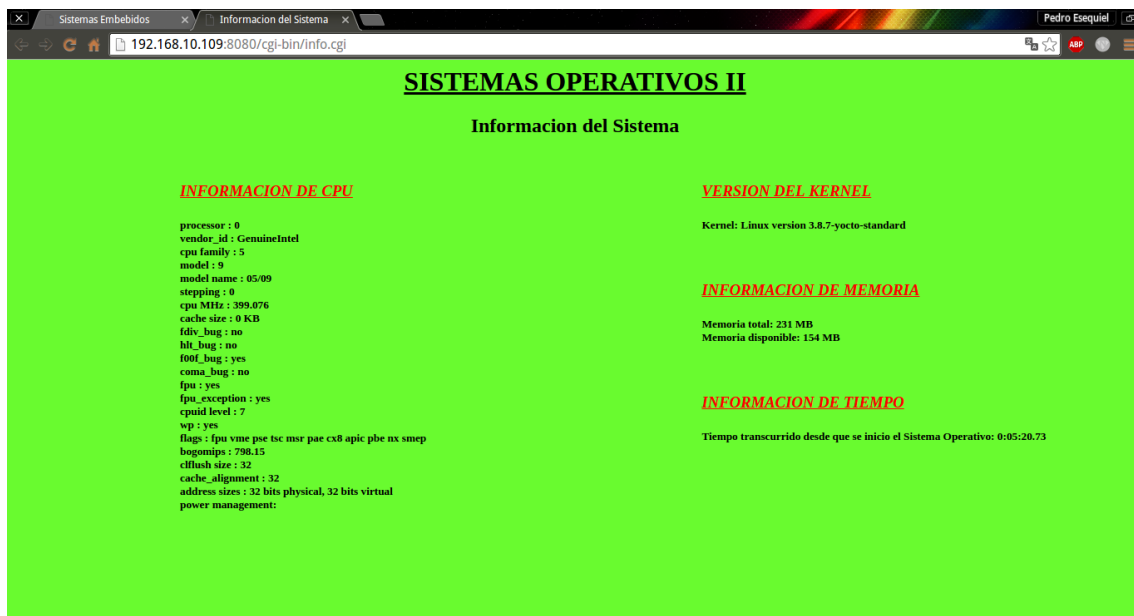 Sistemas Embebidos
Informacion del Sistema
Pedro Esequiel
192.168.10.109:8080/cgi-bin/info.cgi
ABP
SISTEMAS OPERATIVOS II
Informacion del Sistema
INFORMACION DE CPU
processor : 0
vendor_id : GenuineIntel
cpu family : 5
model : 9
model name : 05/09
stepping : 0
cpu MHz : 399.076
cache size : 0 KB
fdiv_bug : no
hlt_bug : no
f00f_bug : yes
coma_bug : no
fpu : yes
fpu_exception : yes
cpuid level : 7
wp : yes
flags : fpu vme pse tsc msr pae cx8 apic pbe nx smep
bogomips : 798.15
clflush size : 32
cache_alignment : 32
address sizes : 32 bits physical, 32 bits virtual
power management:
VERSION DEL KERNEL
Kernel: Linux version 3.8.7-yocto-standard
INFORMACION DE MEMORIA
Memoria total: 231 MB
Memoria disponible: 154 MB
INFORMACION DE TIEMPO
Tiempo transcurrido desde que se inicio el Sistema Operativo: 0:05:20.73